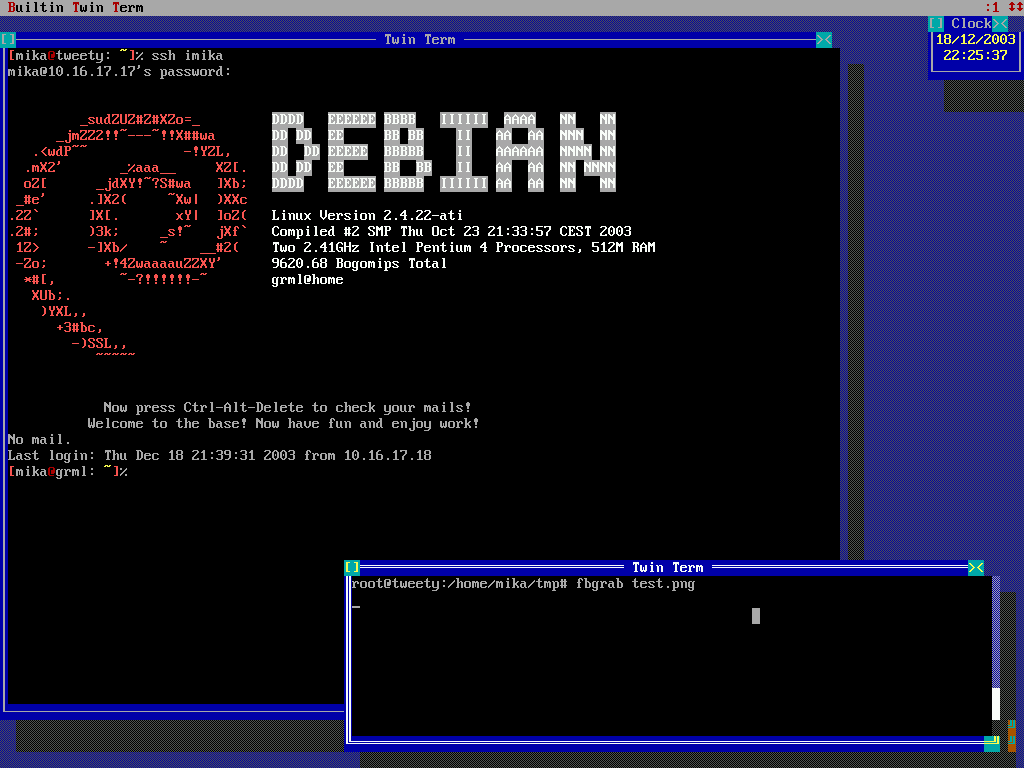 Builtin Twin Term :1
Clock
18/12/2003
22:25:37
Twin Term
[mika@tweety: ~]% ssh imika
mika@10.16.17.17's password:
_sudZUZ#Z#XZo=_ DDDD EEEEEE BBBB IIIIII AAAA NN NN
_jmZZ2!!~---~!!X##wa DD DD EE BB BB II AA AA NNN NN
.<wdP~~ -!YZL, DD DD EEEEE BBBBB II AAAAAA NNNN NN
.mX2' _%aaa__ XZ[. DD DD EE BB BB II AA AA NN NNNN
oZ[ _jdXY!~?S#wa ]Xb; DDDD EEEEEE BBBBB IIIIII AA AA NN NN
_#e' .]X2( ~Xw| )XXc
.2Z` ]X[. xY| ]oZ( Linux Version 2.4.22-ati
.2#; )3k; _s!~ jXf` Compiled #2 SMP Thu Oct 23 21:33:57 CEST 2003
1Z> -]Xb/ ~ __#2( Two 2.41GHz Intel Pentium 4 Processors, 512M RAM
-Zo; +!4ZwaaaauZZXY' 9620.68 Bogomips Total
*#[, ~-?!!!!!!-~ grml@home
XUb;.
)YXL,,
+3#bc,
-)SSL,,
~~~~~
Now press Ctrl-Alt-Delete to check your mails!
Welcome to the base! Now have fun and enjoy work!
No mail.
Last login: Thu Dec 18 21:39:31 2003 from 10.16.17.18
[mika@grml: ~]%
Twin Term
root@tweety:/home/mika/tmp# fbgrab test.png